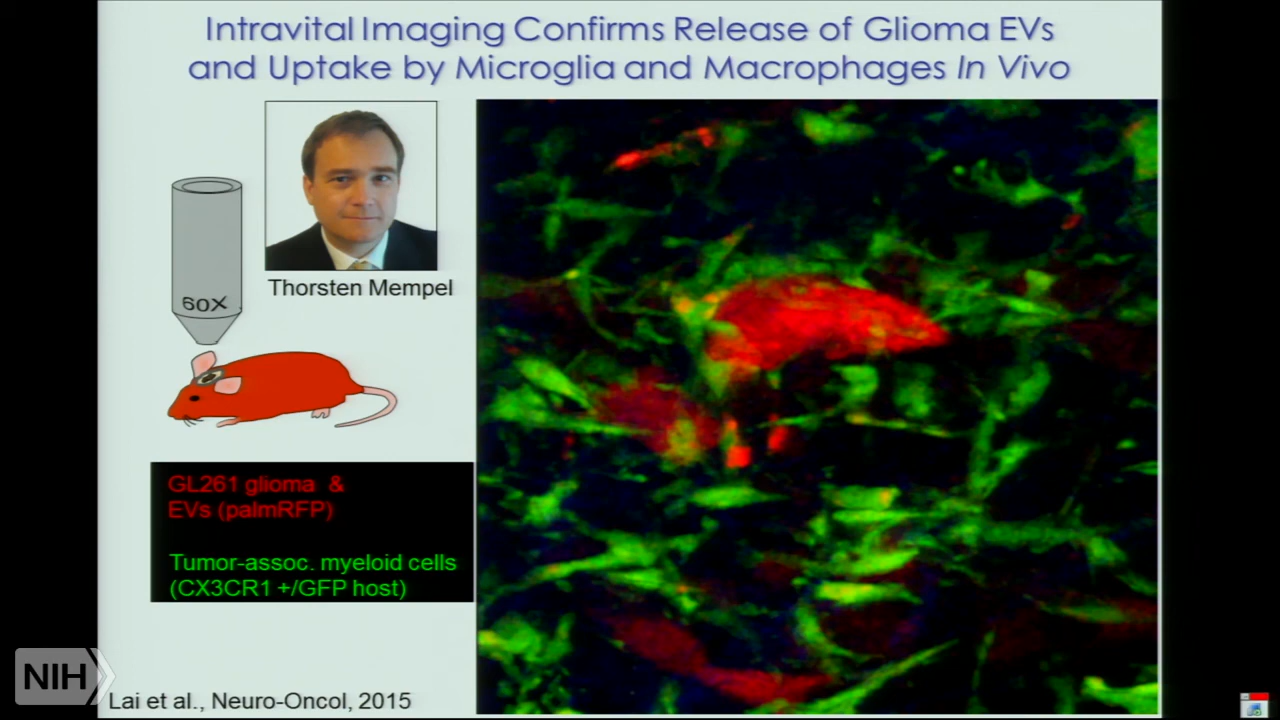 Intravital Imaging Confirms Release of Glioma EVs
and Uptake by Microglia and Macrophages In Vivo
60X
Thorsten Mempel
GL261 glioma &
EVs (palmRFP)
Tumor-assoc. myeloid cells
(CX3CR1 +/GFP host)
NIH
Lai et al., Neuro-Oncol, 2015